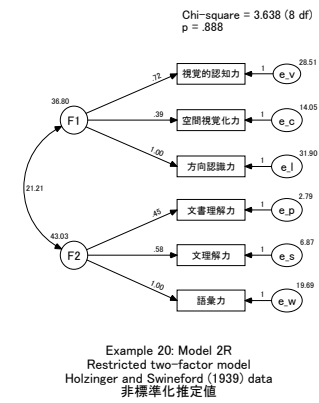 Chi-square = 3.638 (8 df)
p = .888
28.51
視覚的認知力
1
e_v
.72
36.80
F1
14.05
.39
空間視覚化力
1
e_c
31.90
1.00
方向認識力
1
e_l
21.21
2.79
文書理解力
1
e_p
.45
43.03
F2
6.87
.58
文理解力
1
e_s
19.69
1.00
語彙力
1
e_w
Example 20: Model 2R
Restricted two-factor model
Holzinger and Swineford (1939) data
非標準化推定値